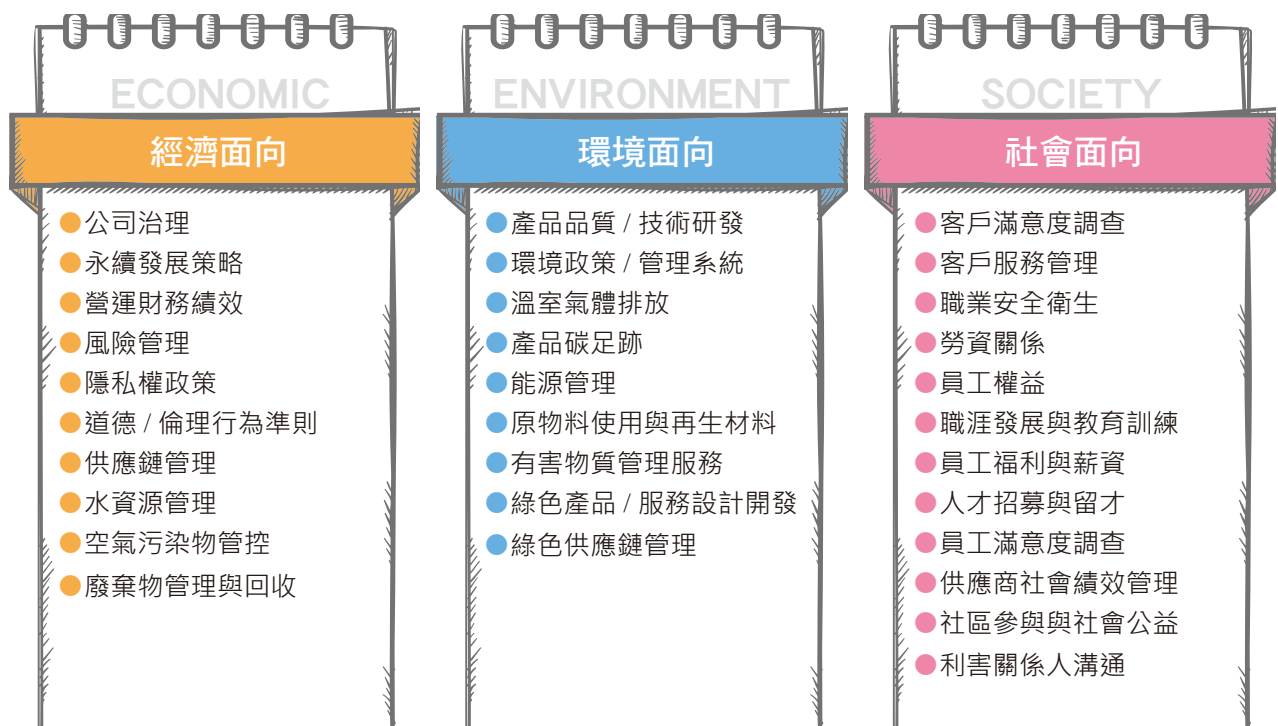 ECONOMIC
經濟面向
●公司治理
●永續發展策略
●營運財務績效
●風險管理
●隱私權政策
●道德 / 倫理行為準則
●供應鏈管理
●水資源管理
●空氣污染物管控
●廢棄物管理與回收
ENVIRONMENT
環境面向
●產品品質 / 技術研發
●環境政策 / 管理系統
●溫室氣體排放
●產品碳足跡
●能源管理
●原物料使用與再生材料
●有害物質管理服務
●綠色產品 / 服務設計開發
●綠色供應鏈管理
SOCIETY
社會面向
●客戶滿意度調查
●客戶服務管理
●職業安全衛生
●勞資關係
●員工權益
●職涯發展與教育訓練
●員工福利與薪資
●人才招募與留才
●員工滿意度調查
●供應商社會績效管理
●社區參與與社會公益
●利害關係人溝通